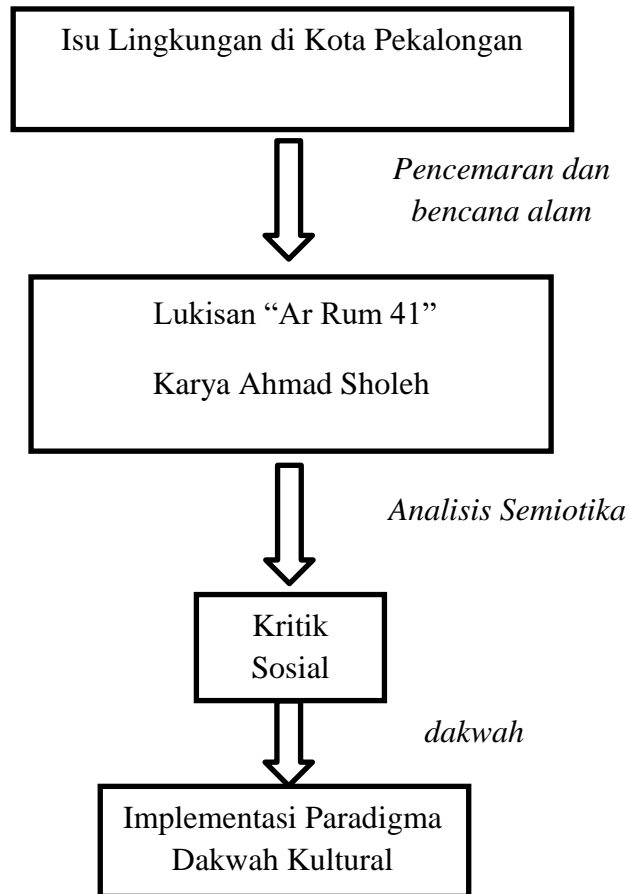 Isu Lingkungan di Kota Pekalongan
Pencemaran dan
bencana alam
Lukisan “Ar Rum 41”
Karya Ahmad Sholeh
Analisis Semiotika
Kritik
Sosial
dakwah
Implementasi Paradigma
Dakwah Kultural